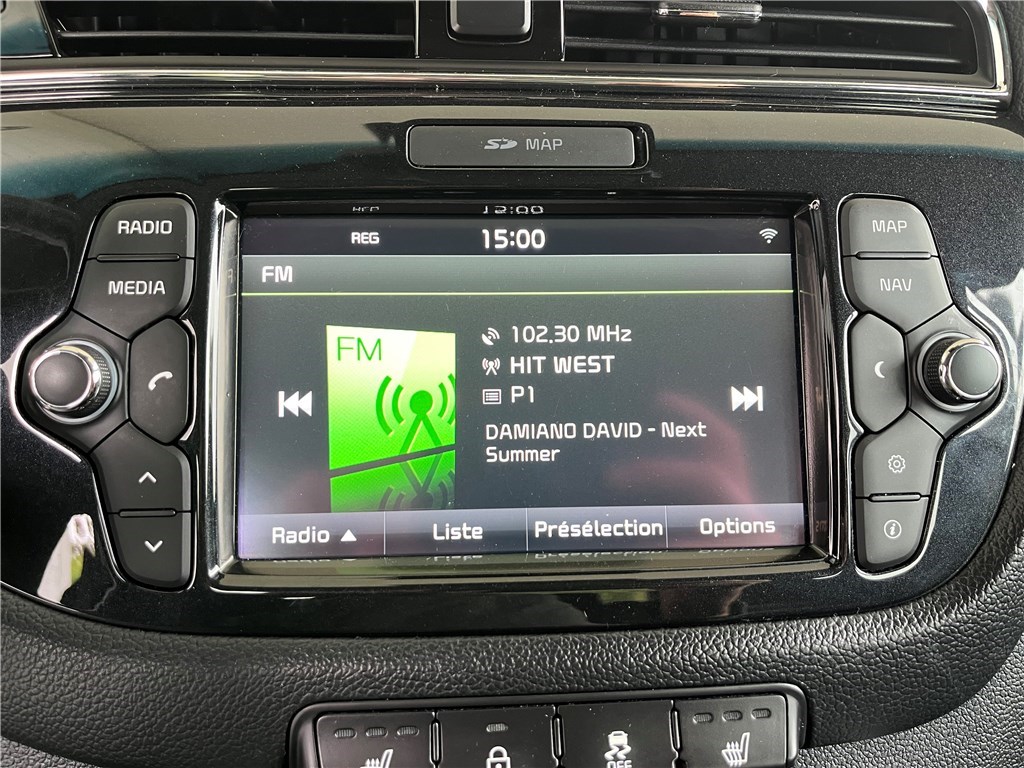 SD MAP
RADIO
MEDIA
MAP
NAV
REG
15:00
FM
FM
102.30 MHz
HIT WEST
P1
DAMIANO DAVID - Next
Summer
Radio ▲
Liste
Présélection
Options
OFF